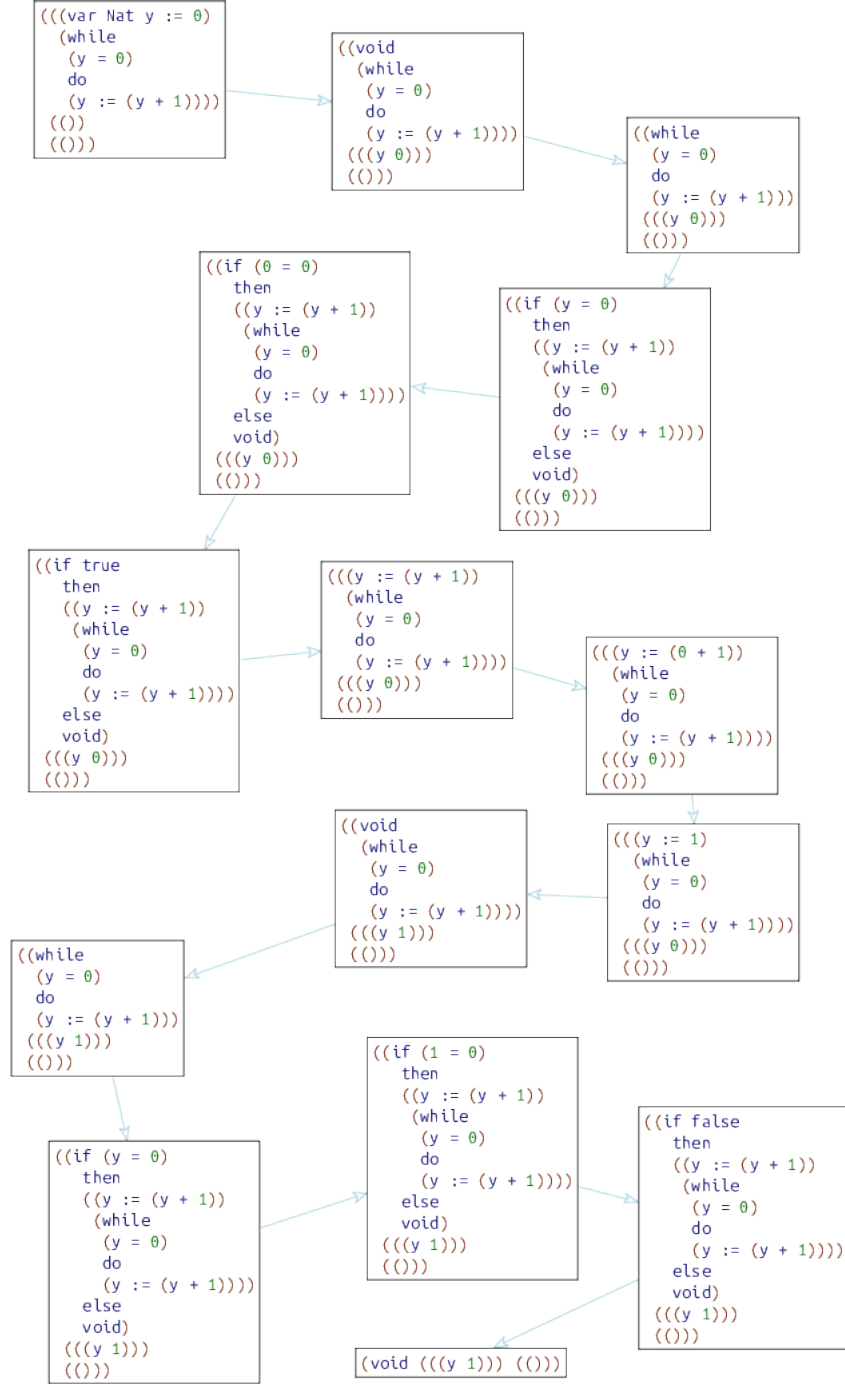 (((var Nat y := 0)
(while
(y = 0)
do
(y := (y + 1))))
(())
(()))
((void
(while
(y = 0)
do
(y := (y + 1))))
(((y 0)))
(()))
((while
(y = 0)
do
(y := (y + 1)))
(((y 0)))
(()))
((if (y = 0)
then
((y := (y + 1))
(while
(y = 0)
do
(y := (y + 1))))
else
void)
(((y 0)))
(()))
((if (0 = 0)
then
((y := (y + 1))
(while
(y = 0)
do
(y := (y + 1))))
else
void)
(((y 0)))
(()))
((if true
then
((y := (y + 1))
(while
(y = 0)
do
(y := (y + 1))))
else
void)
(((y 0)))
(()))
(((y := (y + 1))
(while
(y = 0)
do
(y := (y + 1))))
(((y 0)))
(()))
(((y := (0 + 1))
(while
(y = 0)
do
(y := (y + 1))))
(((y 0)))
(()))
(((y := 1)
(while
(y = 0)
do
(y := (y + 1))))
(((y 0)))
(()))
((void
(while
(y = 0)
do
(y := (y + 1))))
(((y 1)))
(()))
((while
(y = 0)
do
(y := (y + 1)))
(((y 1)))
(()))
((if (y = 0)
then
((y := (y + 1))
(while
(y = 0)
do
(y := (y + 1))))
else
void)
(((y 1)))
(()))
((if (1 = 0)
then
((y := (y + 1))
(while
(y = 0)
do
(y := (y + 1))))
else
void)
(((y 1)))
(()))
((if false
then
((y := (y + 1))
(while
(y = 0)
do
(y := (y + 1))))
else
void)
(((y 1)))
(()))
(void (((y 1))) (()))